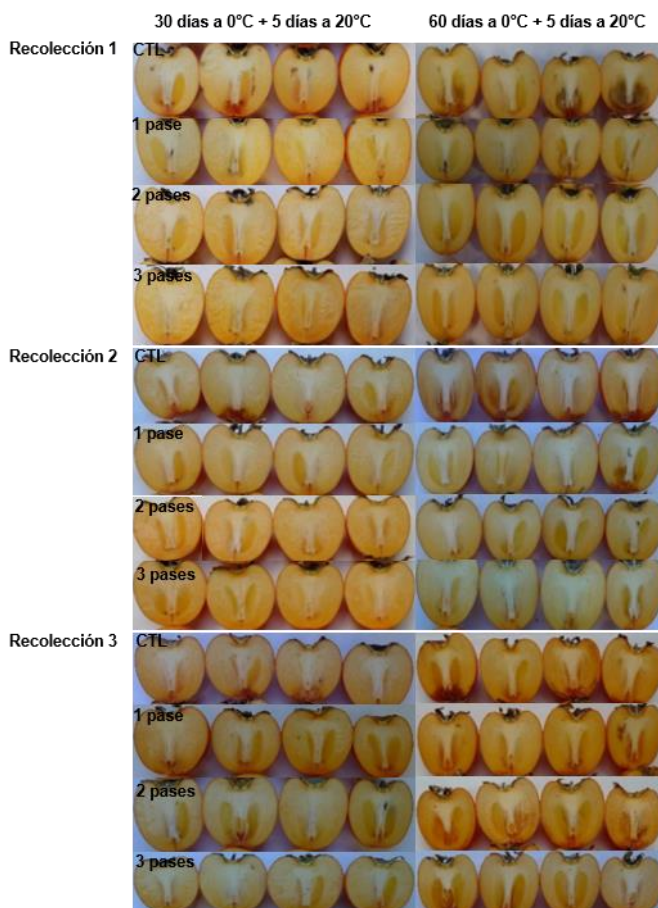 30 días a 0°C + 5 días a 20°C
60 días a 0°C + 5 días a 20°C
Recolección 1
CTL
1 pase
2 pases
3 pases
Recolección 2
CTL
1 pase
2 pases
3 pases
Recolección 3
CTL
1 pase
2 pases
3 pases